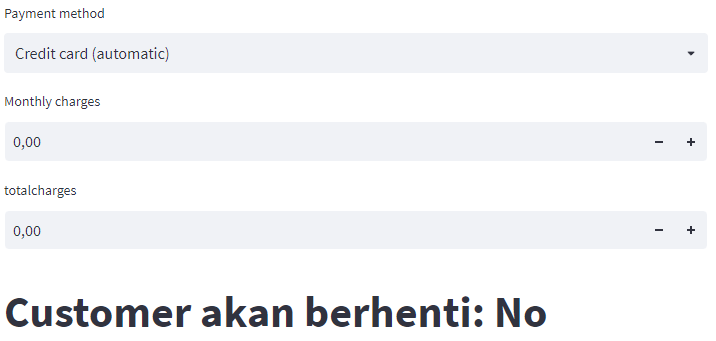 Payment method
Credit card (automatic)
Monthly charges
0,00
totalcharges
0,00
Customer akan berhenti: No